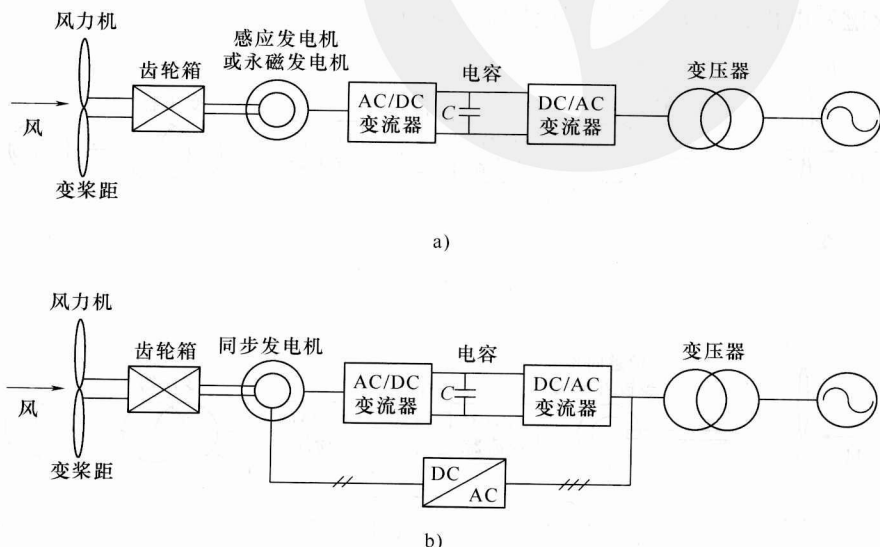 风力机
齿轮箱
感应发电机
或永磁发电机
AC/DC
变流器
电容
C
DC/AC
变流器
变压器
风
变桨距
a)
风力机
齿轮箱
同步发电机
AC/DC
变流器
电容
C
DC/AC
变流器
变压器
风
变桨距
DC
AC
b)